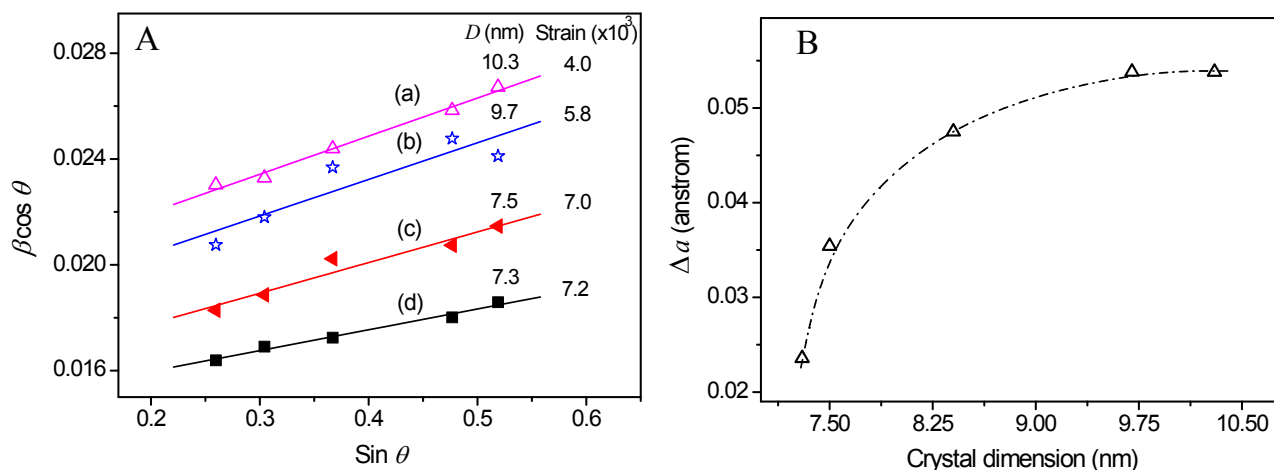 A
D (nm) Strain (x10³)
10.3 4.0
(a)
9.7 5.8
(b)
7.5 7.0
(c)
7.3 7.2
(d)
0.028
0.024
0.020
0.016
βcos θ
0.2 0.3 0.4 0.5 0.6
Sin θ
B
0.05
0.04
0.03
0.02
Δ a (anstrom)
7.50 8.25 9.00 9.75 10.50
Crystal dimension (nm)